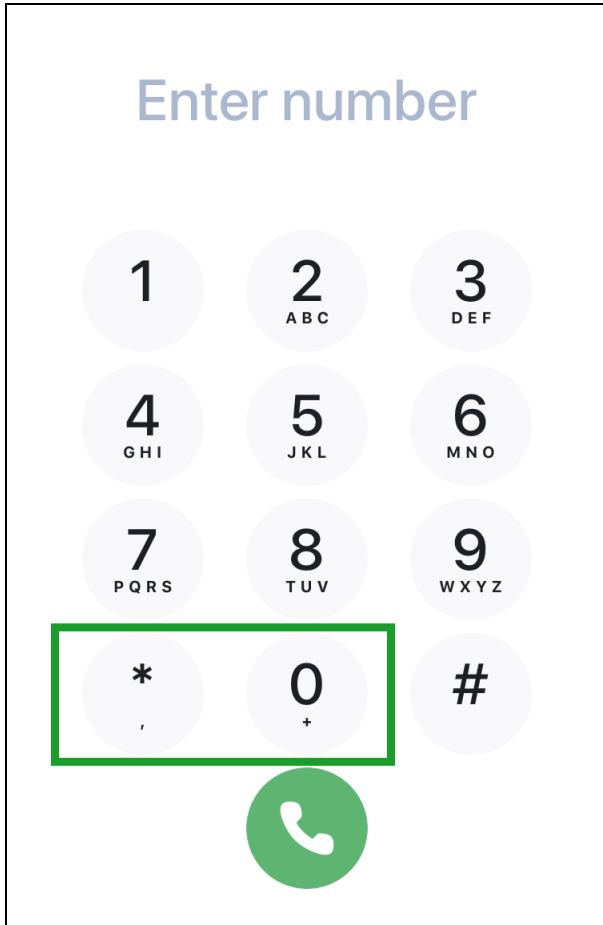 Enter number
1 2 3
ABC DEF
4 5 6
GHI JKL MNO
7 8 9
PQRS TUV WXYZ
* 0 #
, +